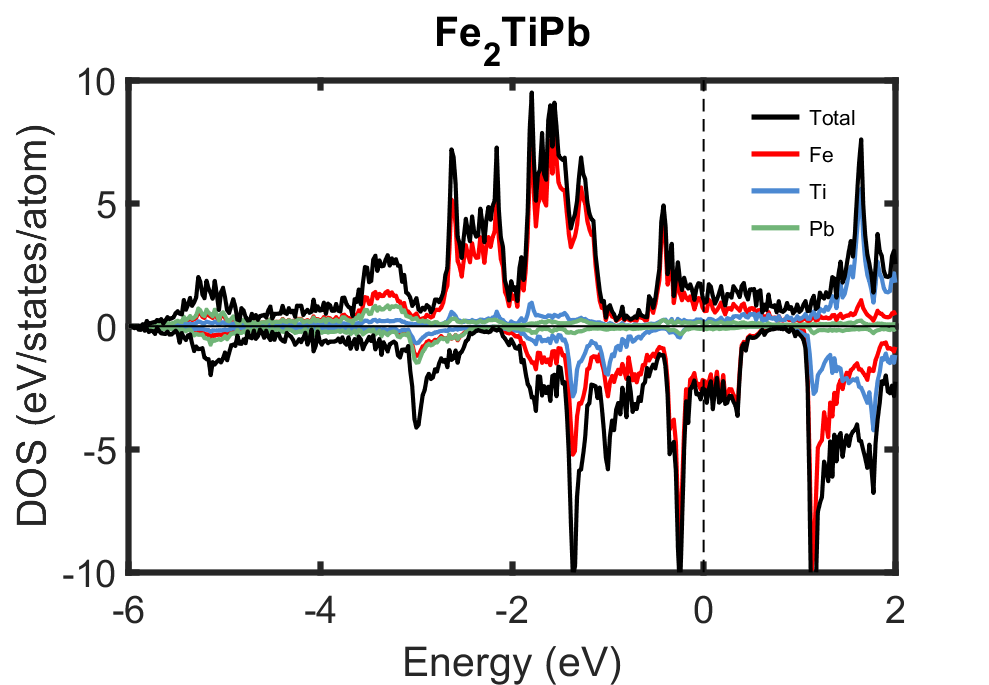 Fe₂TiPb
DOS (eV/states/atom)
10
5
0
0
-5
-10
Total
Fe
Ti
Pb
-6 -4 -2 0 2
Energy (eV)